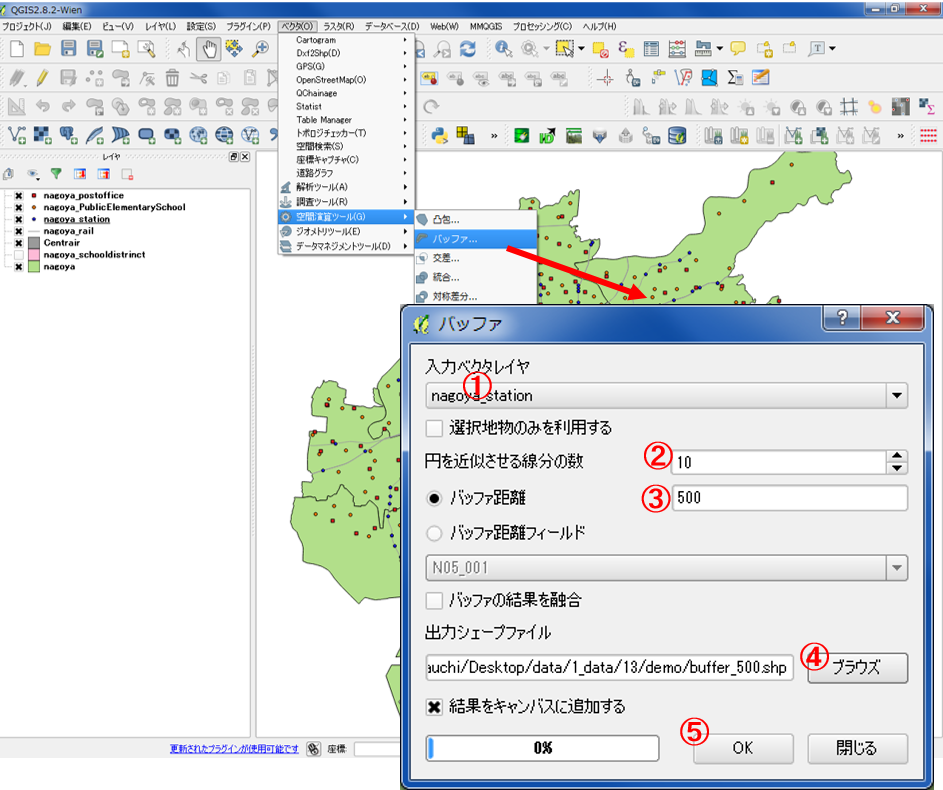 QGIS2.8.2-Wien
プロジェクト(J) 編集(E) ビュー(V) レイヤ(L) 設定(S) プラグイン(P) ベクタ(O) ラスタ(R) データベース(D) Web(W) MMQGIS プロセッシング(C) ヘルプ(H)
Cartogram
Dxf2Shp(D)
GPS(G)
OpenStreetMap(O)
QChainage
Statist
Table Manager
トポロジチェッカー(T)
空間検索(S)
座標キャプチャ(C)
道路グラフ
解析ツール(A)
調査ツール(R)
空間演算ツール(G)
ジオメトリツール(E)
データマネジメントツール(D)
凸包...
バッファ...
交差...
統合...
対称差分...
レイヤ
nagoya_postoffice
nagoya_PublicElementarySchool
nagoya_station
nagoya_rail
Centrair
nagoya_schooldistrinct
nagoya
バッファ
入力ベクタレイヤ
①
nagoya_station
選択地物のみを利用する
円を近似させる線分の数 ② 10
バッファ距離 ③ 500
バッファ距離フィールド
N05_001
バッファの結果を融合
出力シェープファイル
auchi/Desktop/data/1_data/13/demo/buffer_500.shp ④ ブラウズ
結果をキャンバスに追加する
0% ⑤ OK 閉じる
更新されたプラグインが使用可能です 座標: